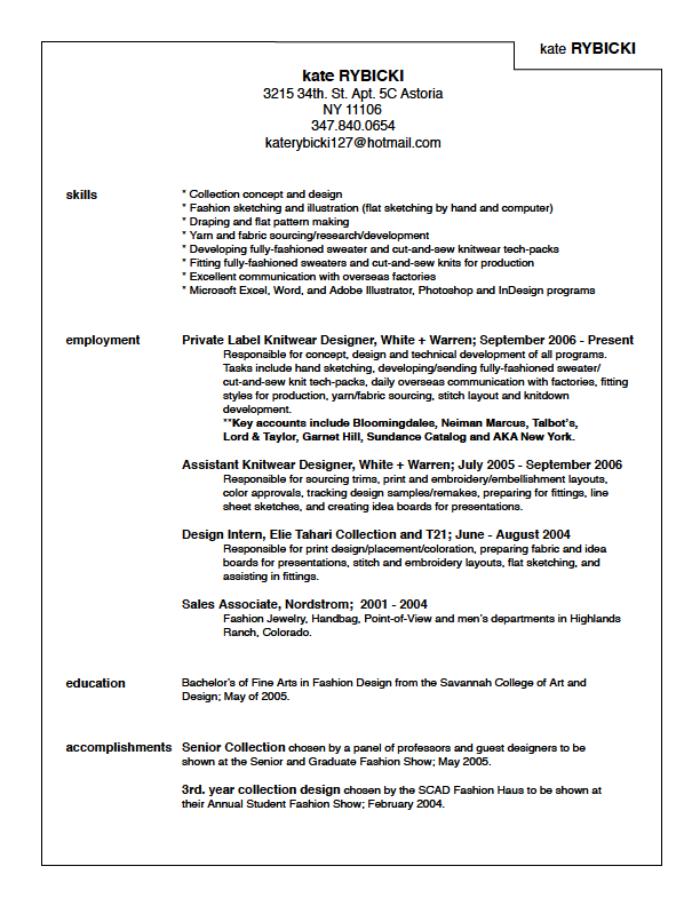 kate RYBICKI
kate RYBICKI
3215 34th. St. Apt. 5C Astoria
NY 11106
347.840.0654
katerybicki127@hotmail.com
skills
* Collection concept and design
* Fashion sketching and illustration (flat sketching by hand and computer)
* Draping and flat pattern making
* Yarn and fabric sourcing/research/development
* Developing fully-fashioned sweater and cut-and-sew knitwear tech-packs
* Fitting fully-fashioned sweaters and cut-and-sew knits for production
* Excellent communication with overseas factories
* Microsoft Excel, Word, and Adobe Illustrator, Photoshop and InDesign programs
employment
Private Label Knitwear Designer, White + Warren; September 2006 - Present
Responsible for concept, design and technical development of all programs.
Tasks include hand sketching, developing/sending fully-fashioned sweater/
cut-and-sew knit tech-packs, daily overseas communication with factories, fitting
styles for production, yarn/fabric sourcing, stitch layout and knitdown
development.
**Key accounts include Bloomingdales, Neiman Marcus, Talbot's,
Lord & Taylor, Garnet Hill, Sundance Catalog and AKA New York.
Assistant Knitwear Designer, White + Warren; July 2005 - September 2006
Responsible for sourcing trims, print and embroidery/embellishment layouts,
color approvals, tracking design samples/remakes, preparing for fittings, line
sheet sketches, and creating idea boards for presentations.
Design Intern, Elie Tahari Collection and T21; June - August 2004
Responsible for print design/placement/coloration, preparing fabric and idea
boards for presentations, stitch and embroidery layouts, flat sketching, and
assisting in fittings.
Sales Associate, Nordstrom; 2001 - 2004
Fashion Jewelry, Handbag, Point-of-View and men's departments in Highlands
Ranch, Colorado.
education
Bachelor's of Fine Arts in Fashion Design from the Savannah College of Art and
Design; May of 2005.
accomplishments
Senior Collection chosen by a panel of professors and guest designers to be
shown at the Senior and Graduate Fashion Show; May 2005.
3rd. year collection design chosen by the SCAD Fashion Haus to be shown at
their Annual Student Fashion Show; February 2004.